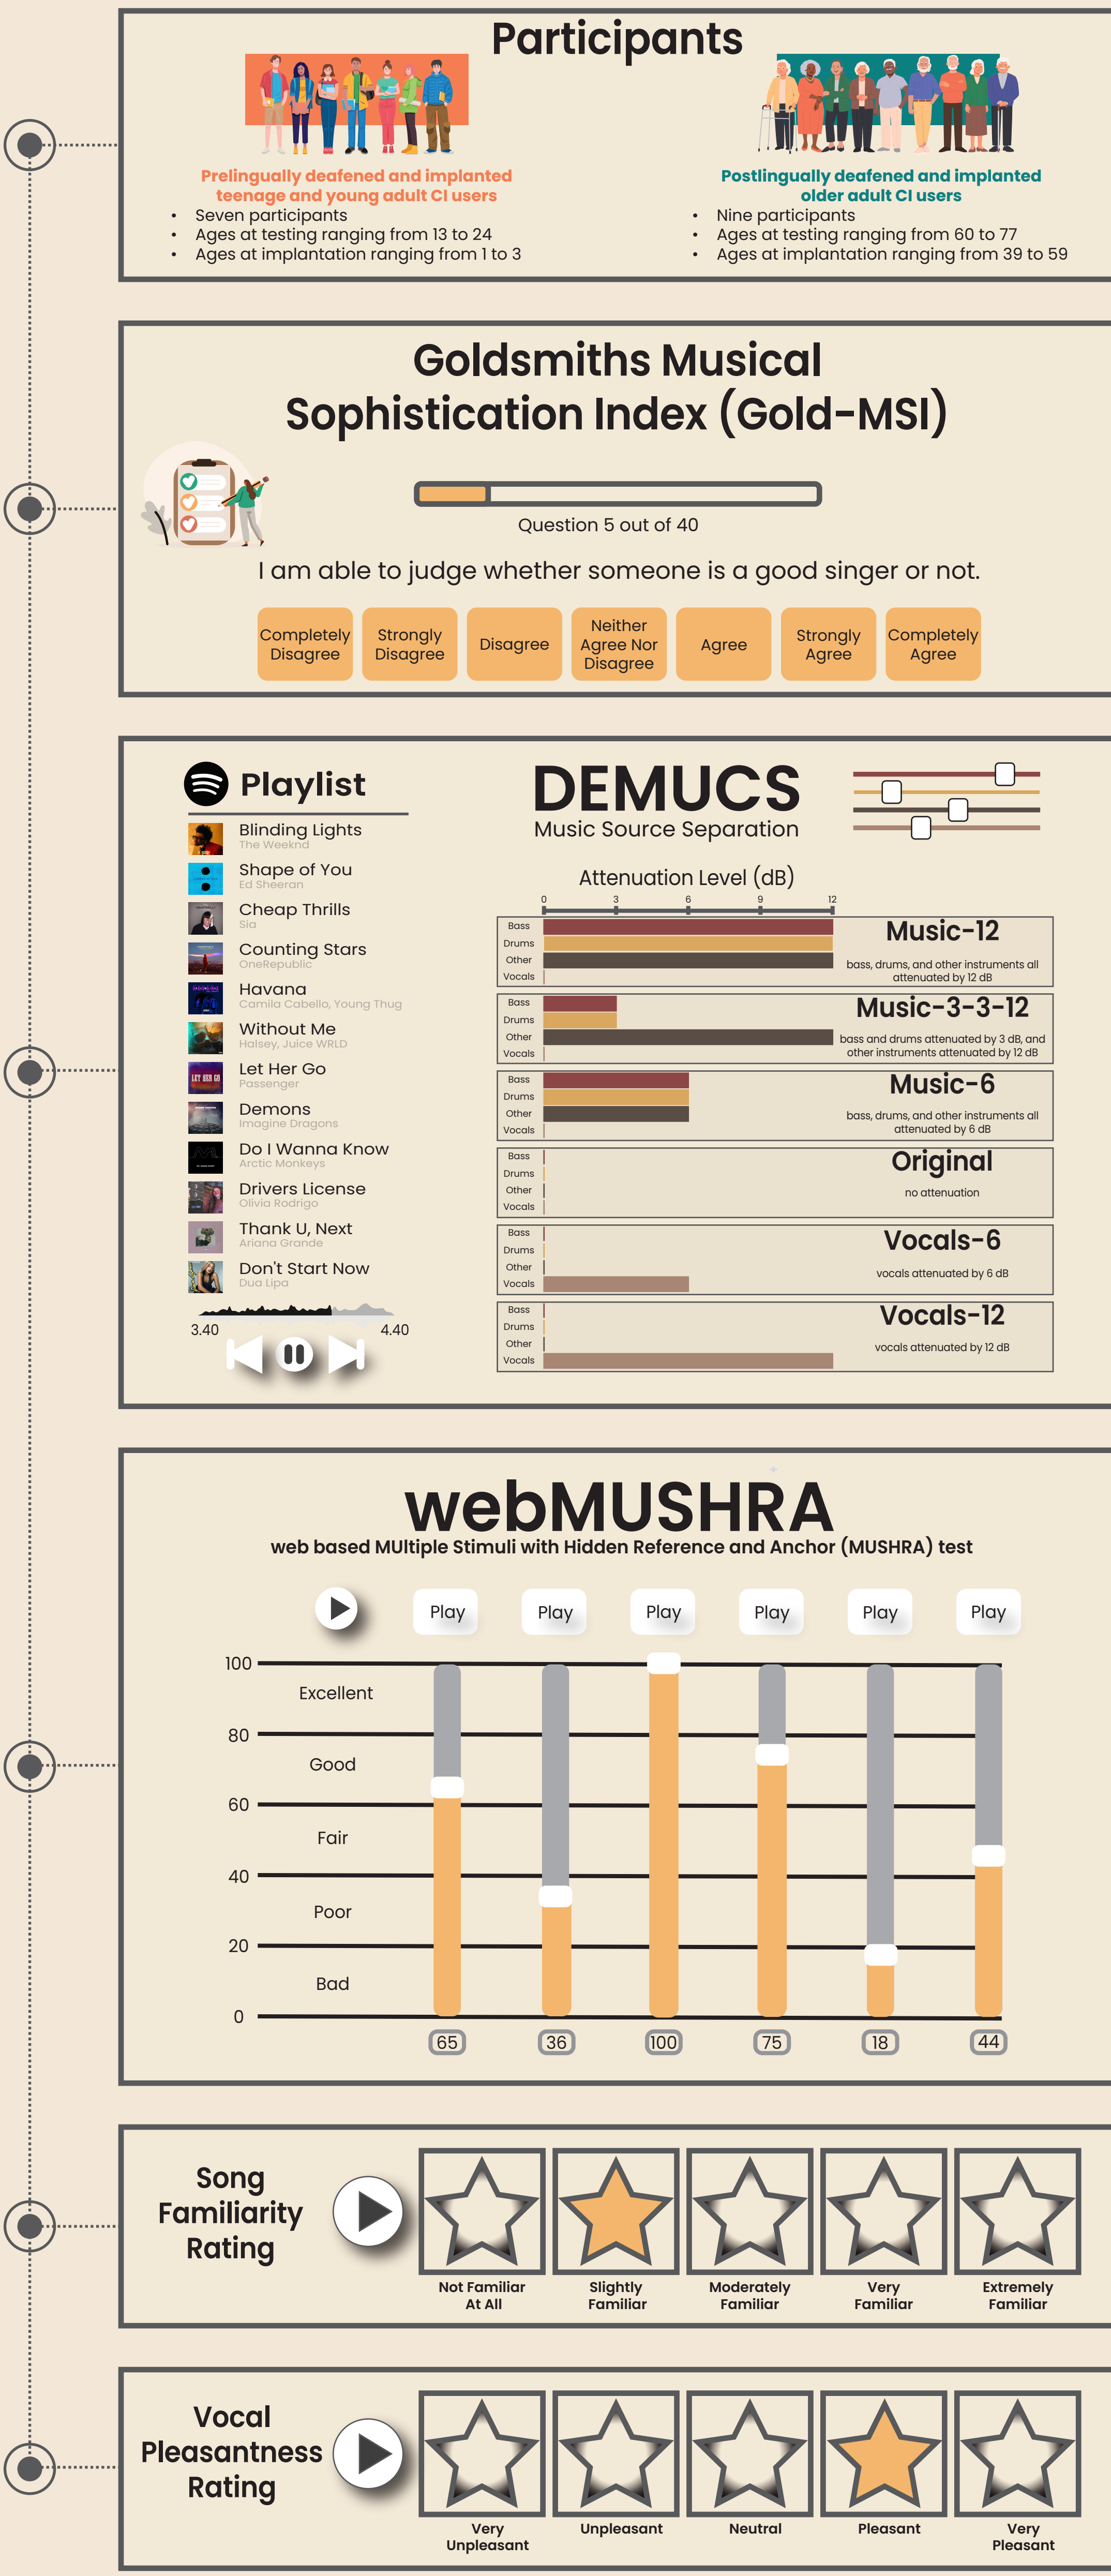 Participants
Prelingually deafened and implanted
teenage and young adult CI users
• Seven participants
• Ages at testing ranging from 13 to 24
• Ages at implantation ranging from 1 to 3
Postlingually deafened and implanted
older adult CI users
• Nine participants
• Ages at testing ranging from 60 to 77
• Ages at implantation ranging from 39 to 59
Goldsmiths Musical
Sophistication Index (Gold-MSI)
Question 5 out of 40
I am able to judge whether someone is a good singer or not.
Completely
Disagree
Strongly
Disagree
Disagree
Neither
Agree Nor
Disagree
Agree
Strongly
Agree
Completely
Agree
Playlist
Blinding Lights
The Weeknd
Shape of You
Ed Sheeran
Cheap Thrills
Sia
Counting Stars
OneRepublic
Havana
Camila Cabello, Young Thug
Without Me
Halsey, Juice WRLD
LET HER GO
Let Her Go
Passenger
Demons
Imagine Dragons
Do I Wanna Know
Arctic Monkeys
Drivers License
Olivia Rodrigo
Thank U, Next
Ariana Grande
Don't Start Now
Dua Lipa
3.40
4.40
DEMUCS
Music Source Separation
Attenuation Level (dB)
0 3 6 9 12
Bass
Drums
Other
Vocals
Music-12
bass, drums, and other instruments all
attenuated by 12 dB
Bass
Drums
Other
Vocals
Music-3-3-12
bass and drums attenuated by 3 dB, and
other instruments attenuated by 12 dB
Bass
Drums
Other
Vocals
Music-6
bass, drums, and other instruments all
attenuated by 6 dB
Bass
Drums
Other
Vocals
Original
no attenuation
Bass
Drums
Other
Vocals
Vocals-6
vocals attenuated by 6 dB
Bass
Drums
Other
Vocals
Vocals-12
vocals attenuated by 12 dB
webMUSHRA
web based MUltiple Stimuli with Hidden Reference and Anchor (MUSHRA) test
Play Play Play Play Play Play
100
Excellent
80
Good
60
Fair
40
Poor
20
Bad
0
65 36 100 75 18 44
Song
Familiarity
Rating
Not Familiar
At All
Slightly
Familiar
Moderately
Familiar
Very
Familiar
Extremely
Familiar
Vocal
Pleasantness
Rating
Very
Unpleasant
Unpleasant
Neutral
Pleasant
Very
Pleasant